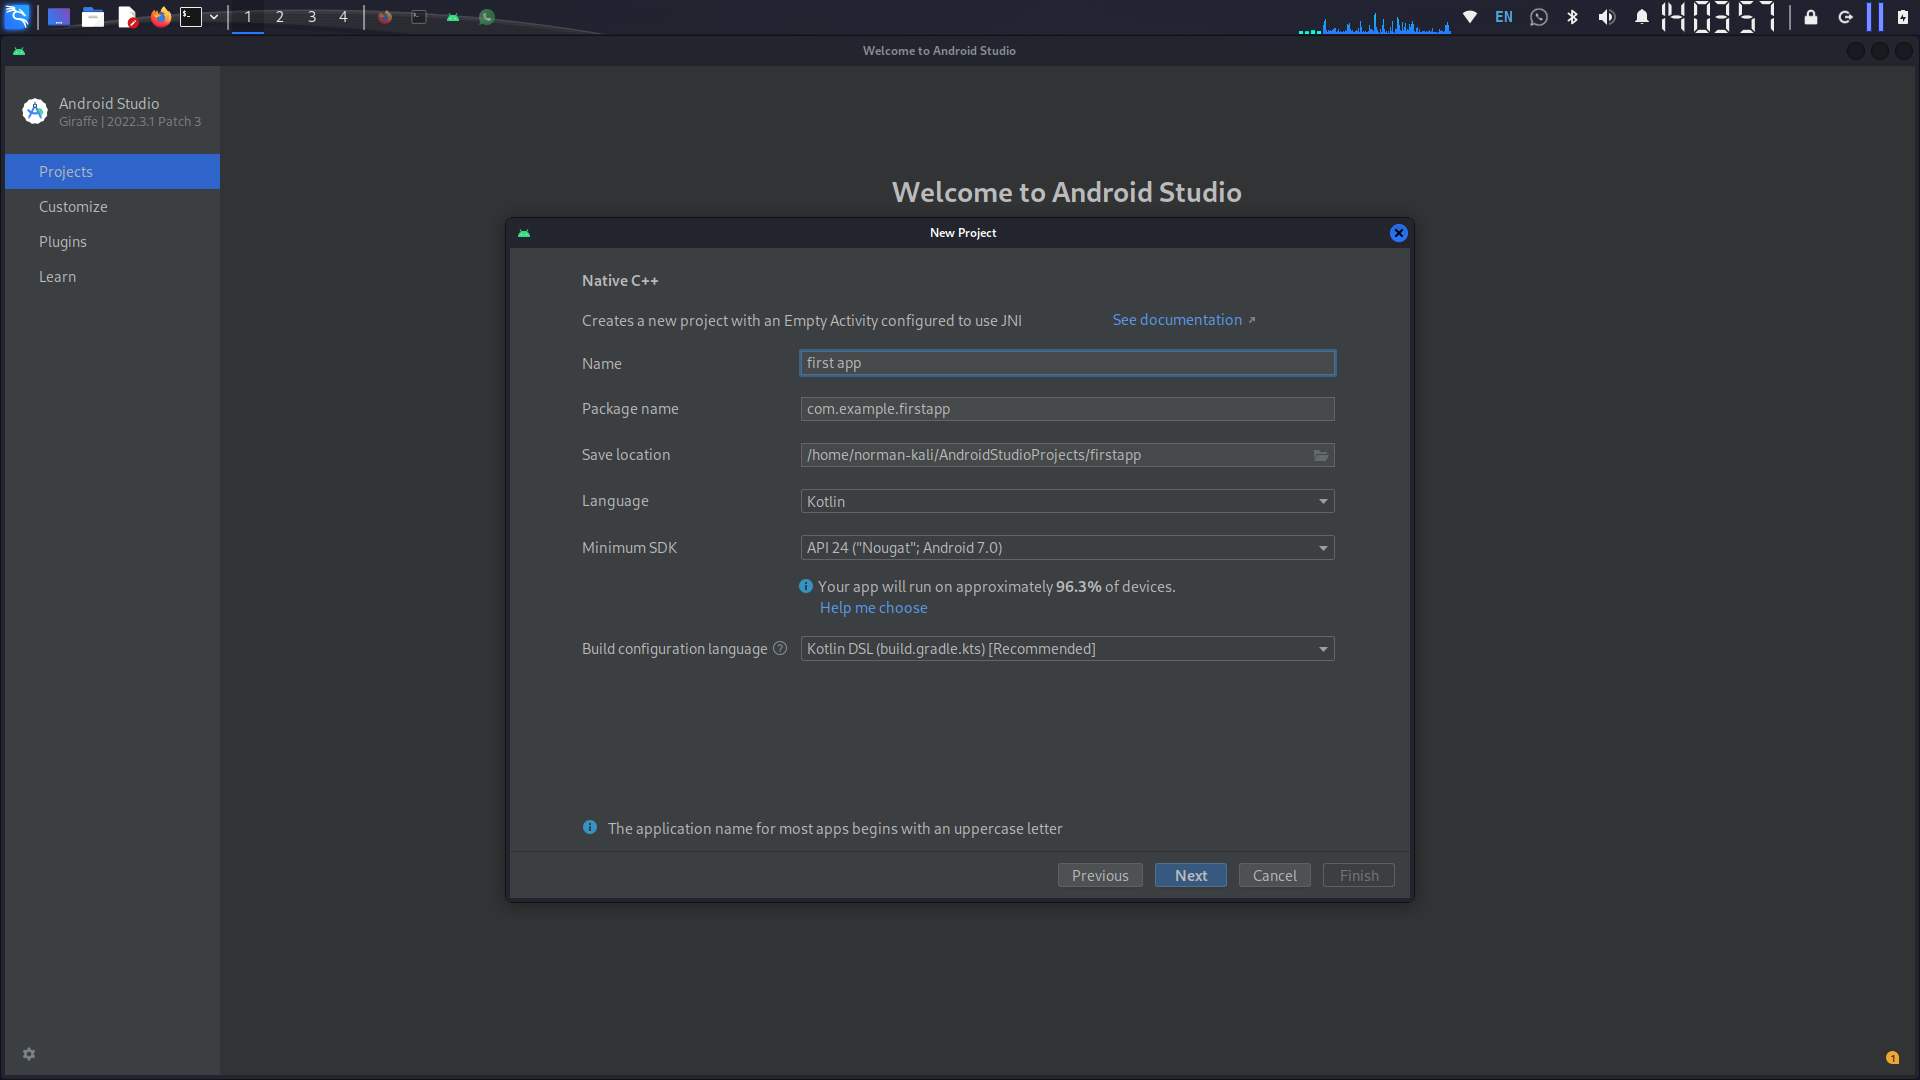 1 2 3 4
EN
14 03 57
Welcome to Android Studio
Android Studio
Giraffe | 2022.3.1 Patch 3
Projects
Customize
Plugins
Learn
Welcome to Android Studio
New Project
Native C++
Creates a new project with an Empty Activity configured to use JNI
See documentation ↗
Name
first app
Package name
com.example.firstapp
Save location
/home/norman-kali/AndroidStudioProjects/firstapp
Language
Kotlin
Minimum SDK
API 24 ("Nougat"; Android 7.0)
Your app will run on approximately 96.3% of devices.
Help me choose
Build configuration language
Kotlin DSL (build.gradle.kts) [Recommended]
The application name for most apps begins with an uppercase letter
Previous
Next
Cancel
Finish
1